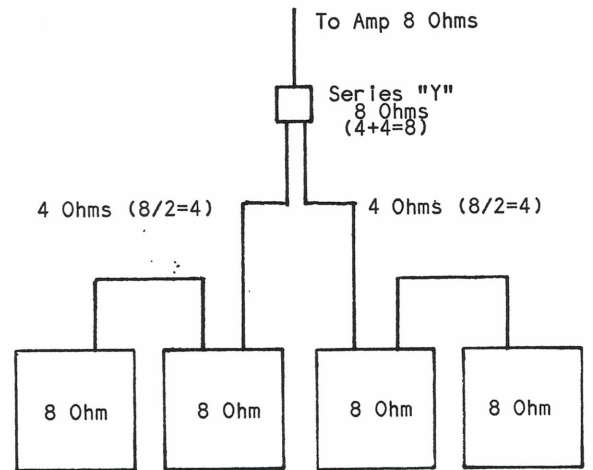 To Amp 8 Ohms
Series "Y"
8 Ohms
(4+4=8)
4 Ohms (8/2=4)
4 Ohms (8/2=4)
8 Ohm
8 Ohm
8 Ohm
8 Ohm